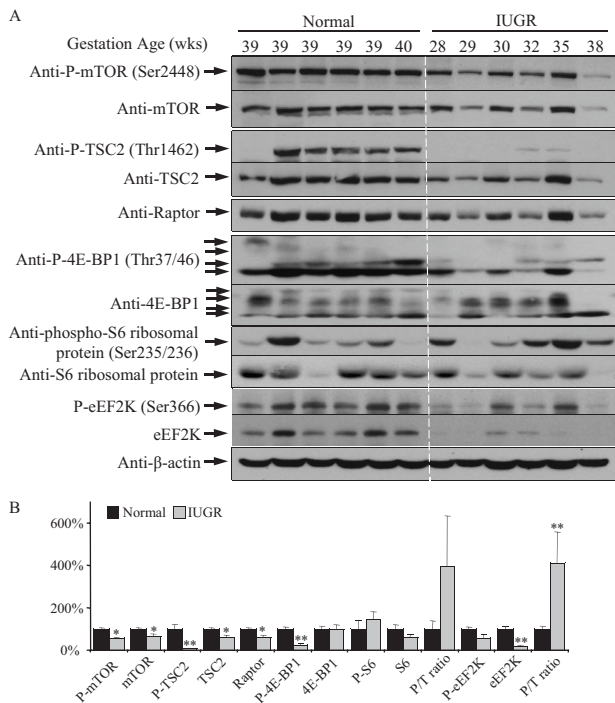 A
Normal IUGR
Gestation Age (wks) 39 39 39 39 39 40 28 29 30 32 35 38
Anti-P-mTOR (Ser2448)
Anti-mTOR
Anti-P-TSC2 (Thr1462)
Anti-TSC2
Anti-Raptor
Anti-P-4E-BP1 (Thr37/46)
Anti-4E-BP1
Anti-phospho-S6 ribosomal
protein (Ser235/236)
Anti-S6 ribosomal protein
P-eEF2K (Ser366)
eEF2K
Anti-β-actin
B
Normal IUGR
600%
400%
200%
0%
* * ** * * ** ** **
P-mTOR mTOR P-TSC2 TSC2 Raptor P-4E-BP1 4E-BP1 P-S6 S6 P/T ratio P-eEF2K eEF2K P/T ratio